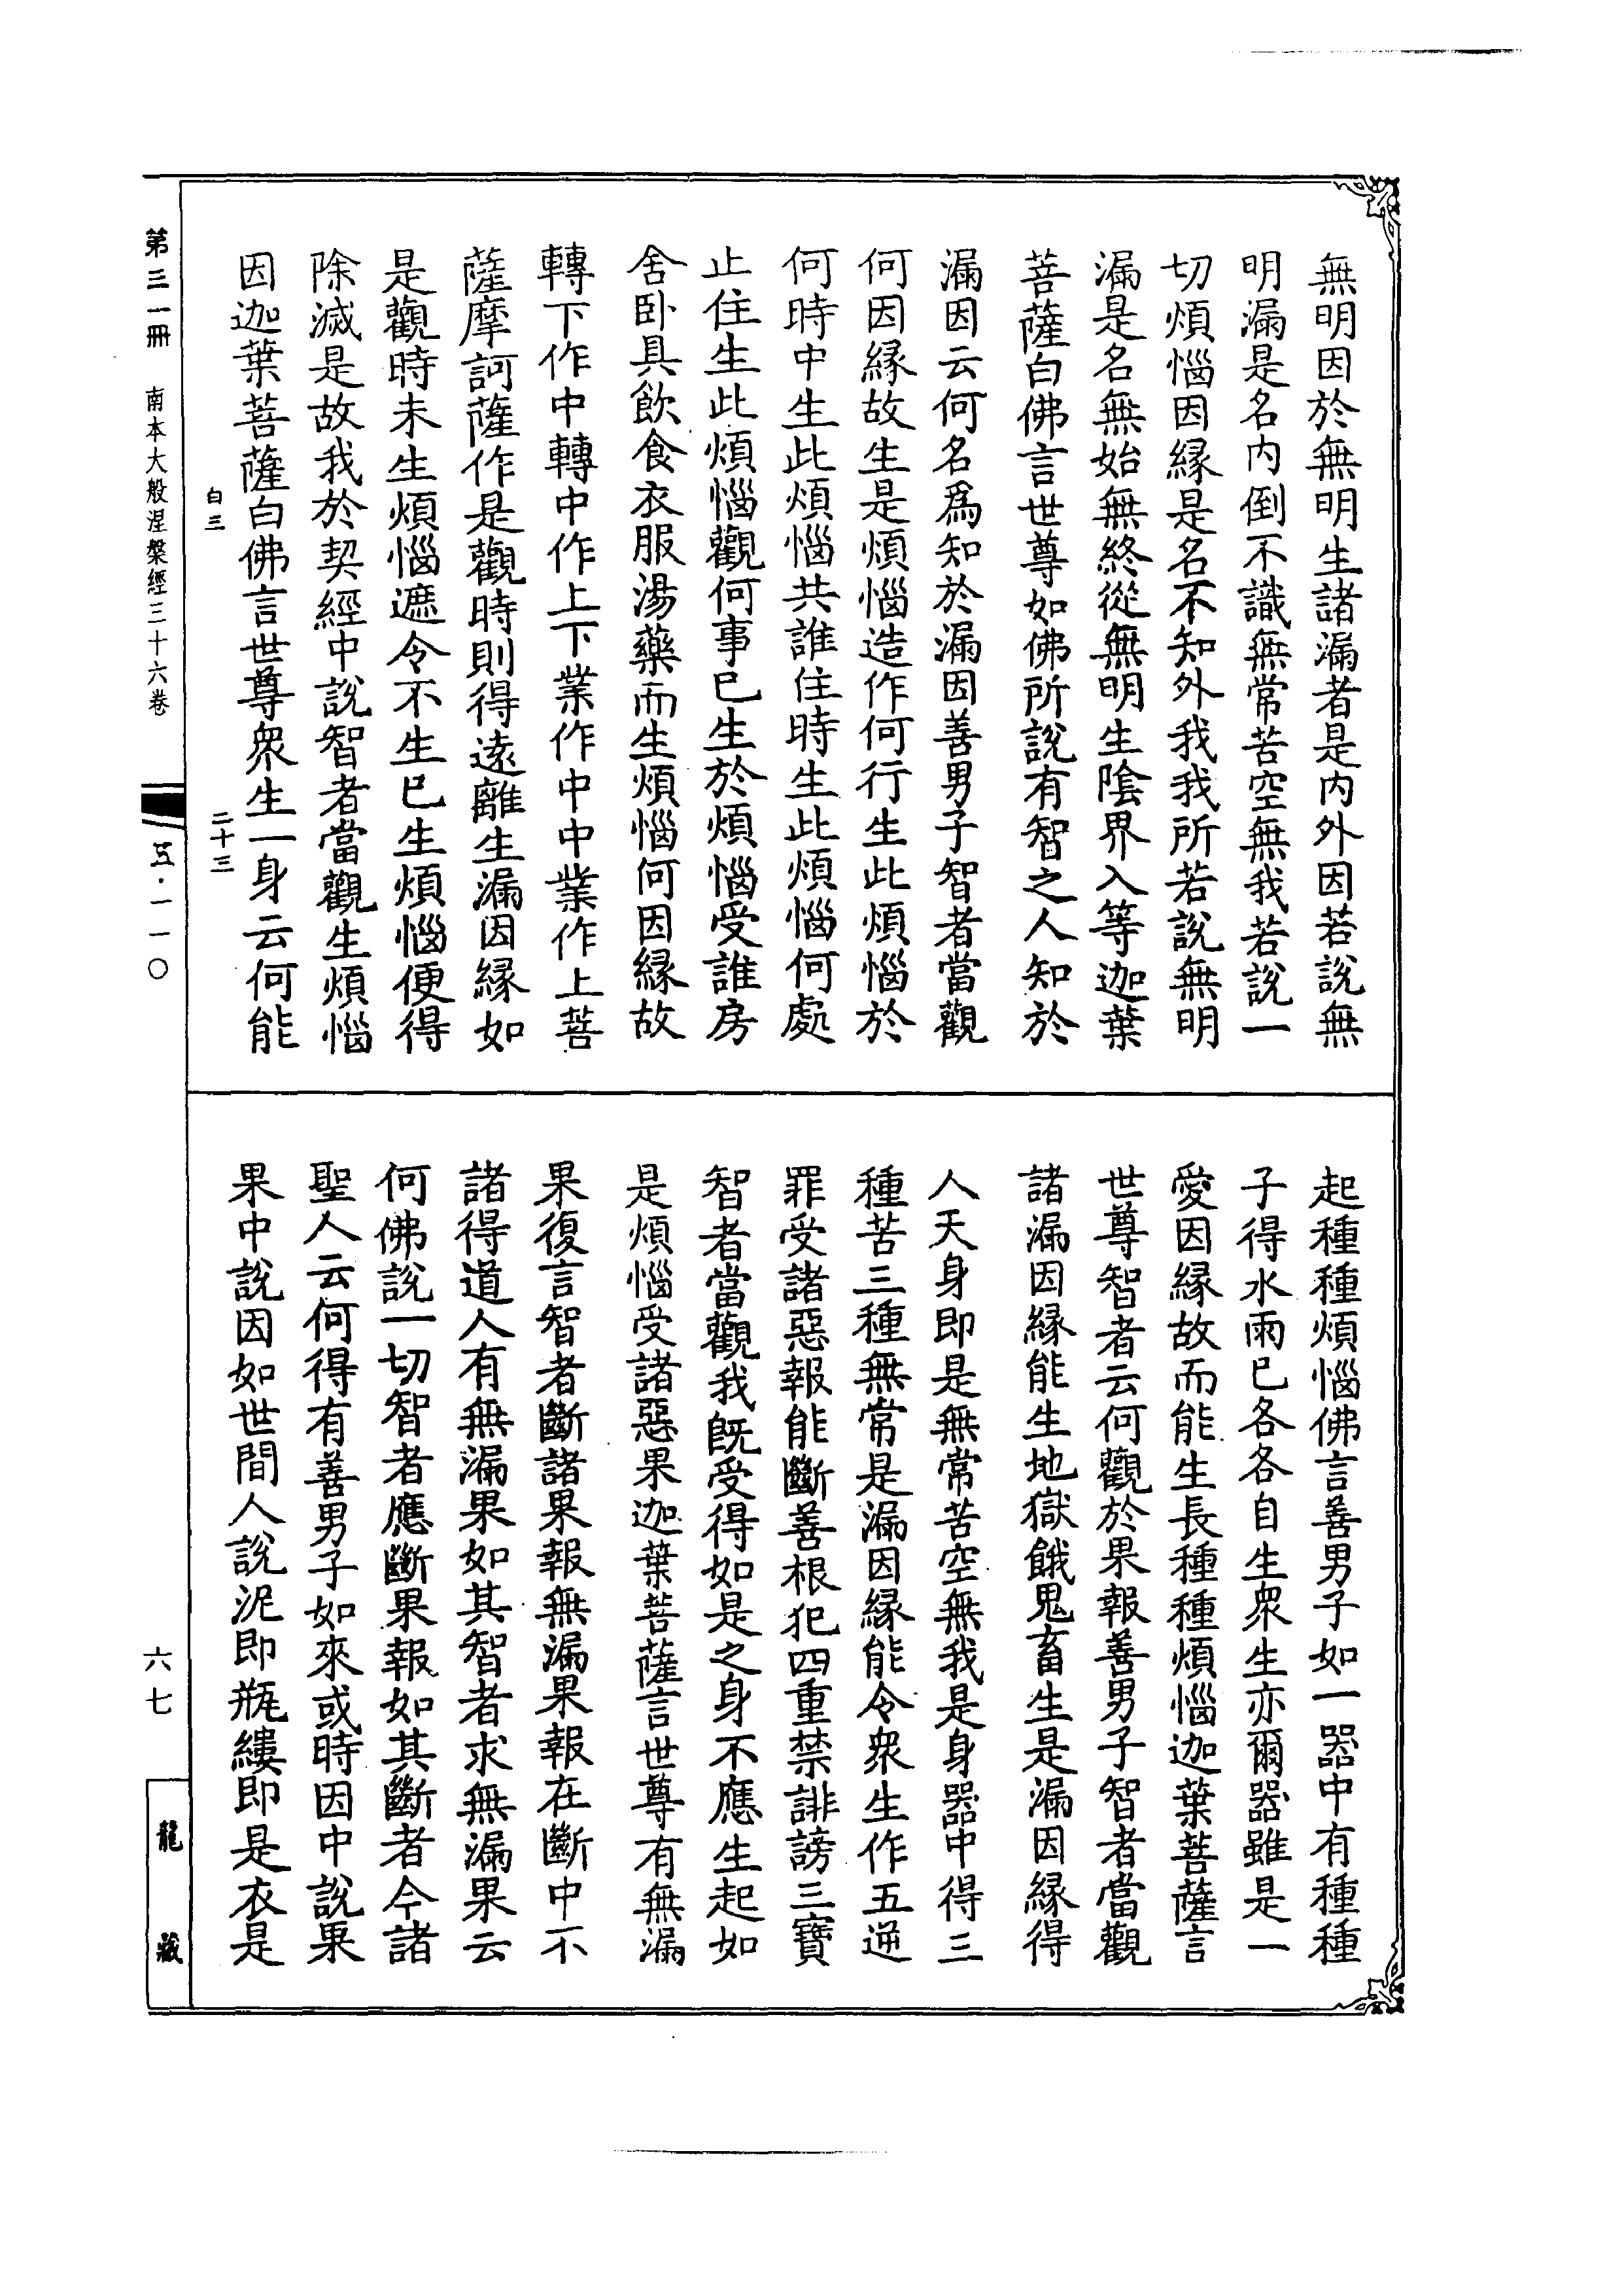 無明因於無明生諸漏者是内外因若說無
明漏是名内倒不識無常苦空無我若說一
切煩惱因縁是名不知外我我所若說無明
漏是名無始無終從無明生陰界入等迦葉
菩薩白佛言世尊如佛所說有智之人知於
漏因云何名爲知於漏因善男子智者當觀
何因縁故生是煩惱造作何行生此煩惱於
何時中生此煩惱共誰住時生此煩惱何處
止住生此煩惱觀何事已生於煩惱受誰房
舍卧具飲食衣服湯藥而生煩惱何因縁故
轉下作中轉中作上下業作中中業作上菩
薩摩訶薩作是觀時則得遠離生漏因縁如
是觀時未生煩惱遮令不生已生煩惱便得
除滅是故我於契經中說智者當觀生煩惱
因迦葉菩薩白佛言世尊衆生一身云何能
白三
二十三
起種種煩惱佛言善男子如一器中有種種
子得水雨已各各自生衆生亦爾器雖是一
愛因縁故而能生長種種煩惱迦葉菩薩言
世尊智者云何觀於果報善男子智者當觀
諸漏因縁能生地獄餓鬼畜生是漏因縁得
人天身即是無常苦空無我是身器中得三
種苦三種無常是漏因縁能令衆生作五逆
罪受諸惡報能斷善根犯四重禁誹謗三寶
智者當觀我既受得如是之身不應生起如
是煩惱受諸惡果迦葉菩薩言世尊有無漏
果復言智者斷諸果報無漏果報在斷中不
諸得道人有無漏果如其智者求無漏果云
何佛說一切智者應斷果報如其斷者今諸
聖人云何得有善男子如來或時因中說果
果中說因如世間人說泥即瓶縷即是衣是
第三一冊
南本大般涅槃經三十六卷
五·一一〇
六七
龍藏